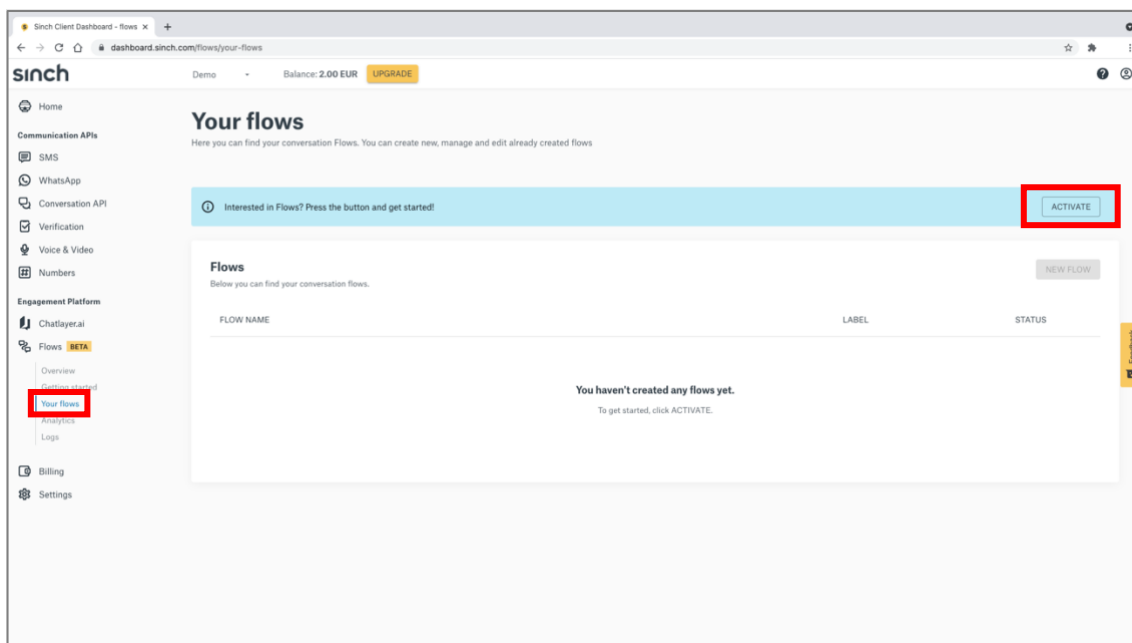 Sinch Client Dashboard - flows
dashboard.sinch.com/flows/your-flows
sinch
Demo
Balance: 2.00 EUR
UPGRADE
Home
Communication APIs
SMS
WhatsApp
Conversation API
Verification
Voice & Video
Numbers
Engagement Platform
Chatlayer.ai
Flows BETA
Overview
Getting started
Your flows
Analytics
Logs
Billing
Settings
Your flows
Here you can find your conversation Flows. You can create new, manage and edit already created flows
Interested in Flows? Press the button and get started!
ACTIVATE
Flows
NEW FLOW
Below you can find your conversation flows.
FLOW NAME LABEL STATUS
You haven't created any flows yet.
To get started, click ACTIVATE.